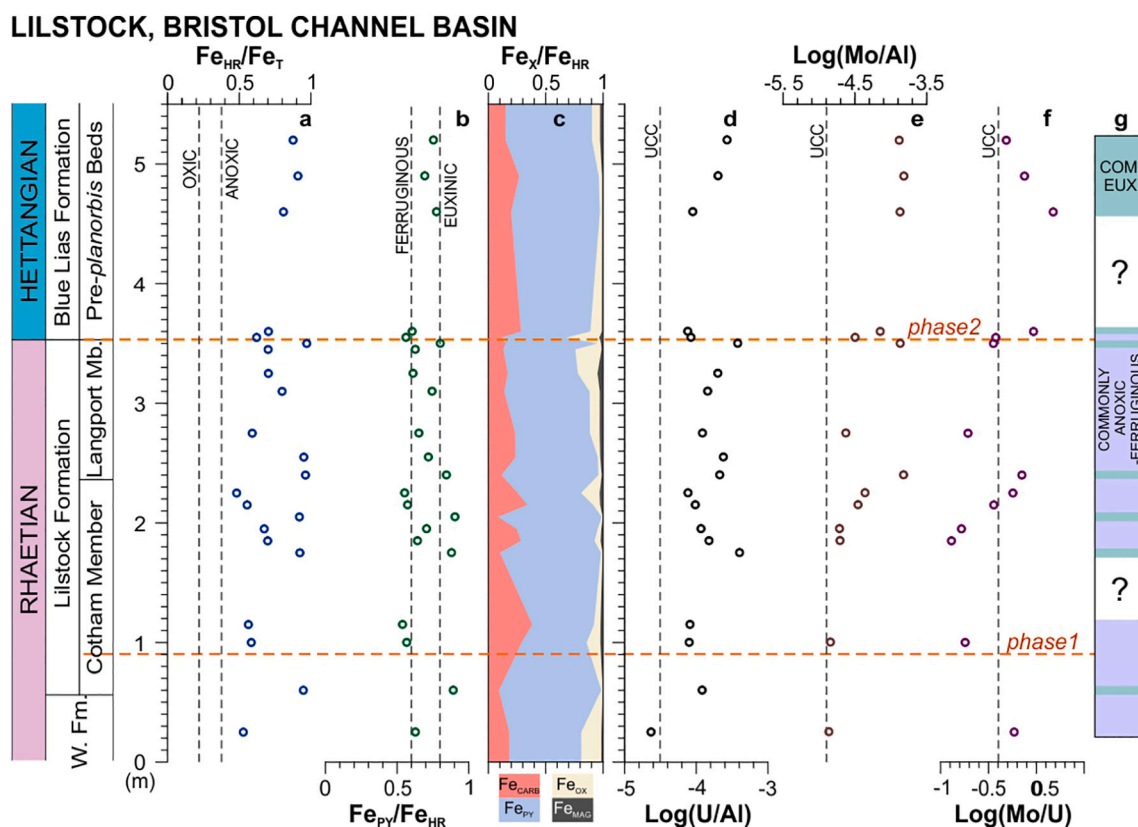 LILSTOCK, BRISTOL CHANNEL BASIN
FeHR/FeT
FeX/FeHR
Log(Mo/Al)
0 0.5 1
0 0.5 1
-5.5 -4.5 -3.5
a
b
c
d
e
f
g
OXIC
ANOXIC
FERRUGINOUS
EUXINIC
UCC
UCC
UCC
HETTANGIAN
Blue Lias Formation
Pre-planorbis Beds
RHAETIAN
Lilstock Formation
Langport Mb.
Cotham Member
W. Fm.
5
4
3
2
1
0
(m)
COM
EUX
?
phase2
COMMONLY
ANOXIC
-FERRUGINOUS
?
phase1
0 0.5 1
FeCARB
FeOX
FePY
FeMAG
-5 -4 -3
-1 -0.5 0 0.5 1
FePY/FeHR
Log(U/Al)
Log(Mo/U)